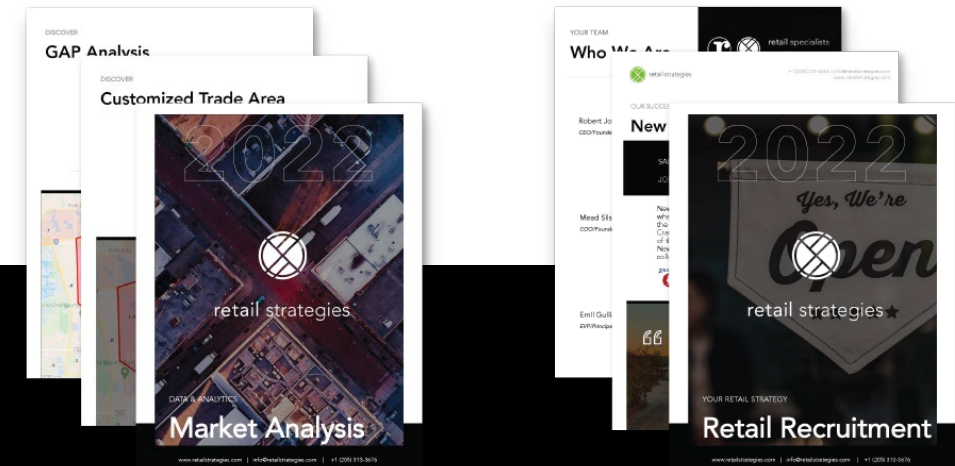 DISCOVER
GAP Analysis
DISCOVER
Customized Trade Area
2022
retail strategies
DATA & ANALYTICS
Market Analysis
www.retailstrategies.com | info@retailstrategies.com | +1 (205) 313-3676
YOUR TEAM
Who We Are
retail specialists
retail strategies
OUR SUCCESS
New
Robert Jo
CEO/Founde
Mead Sils
COO/Founde
EVP/Principa
2022
Yes, We're
Open
retail strategies
YOUR RETAIL STRATEGY
Retail Recruitment
www.retailstrategies.com | info@retailstrategies.com | +1 (205) 313-3676